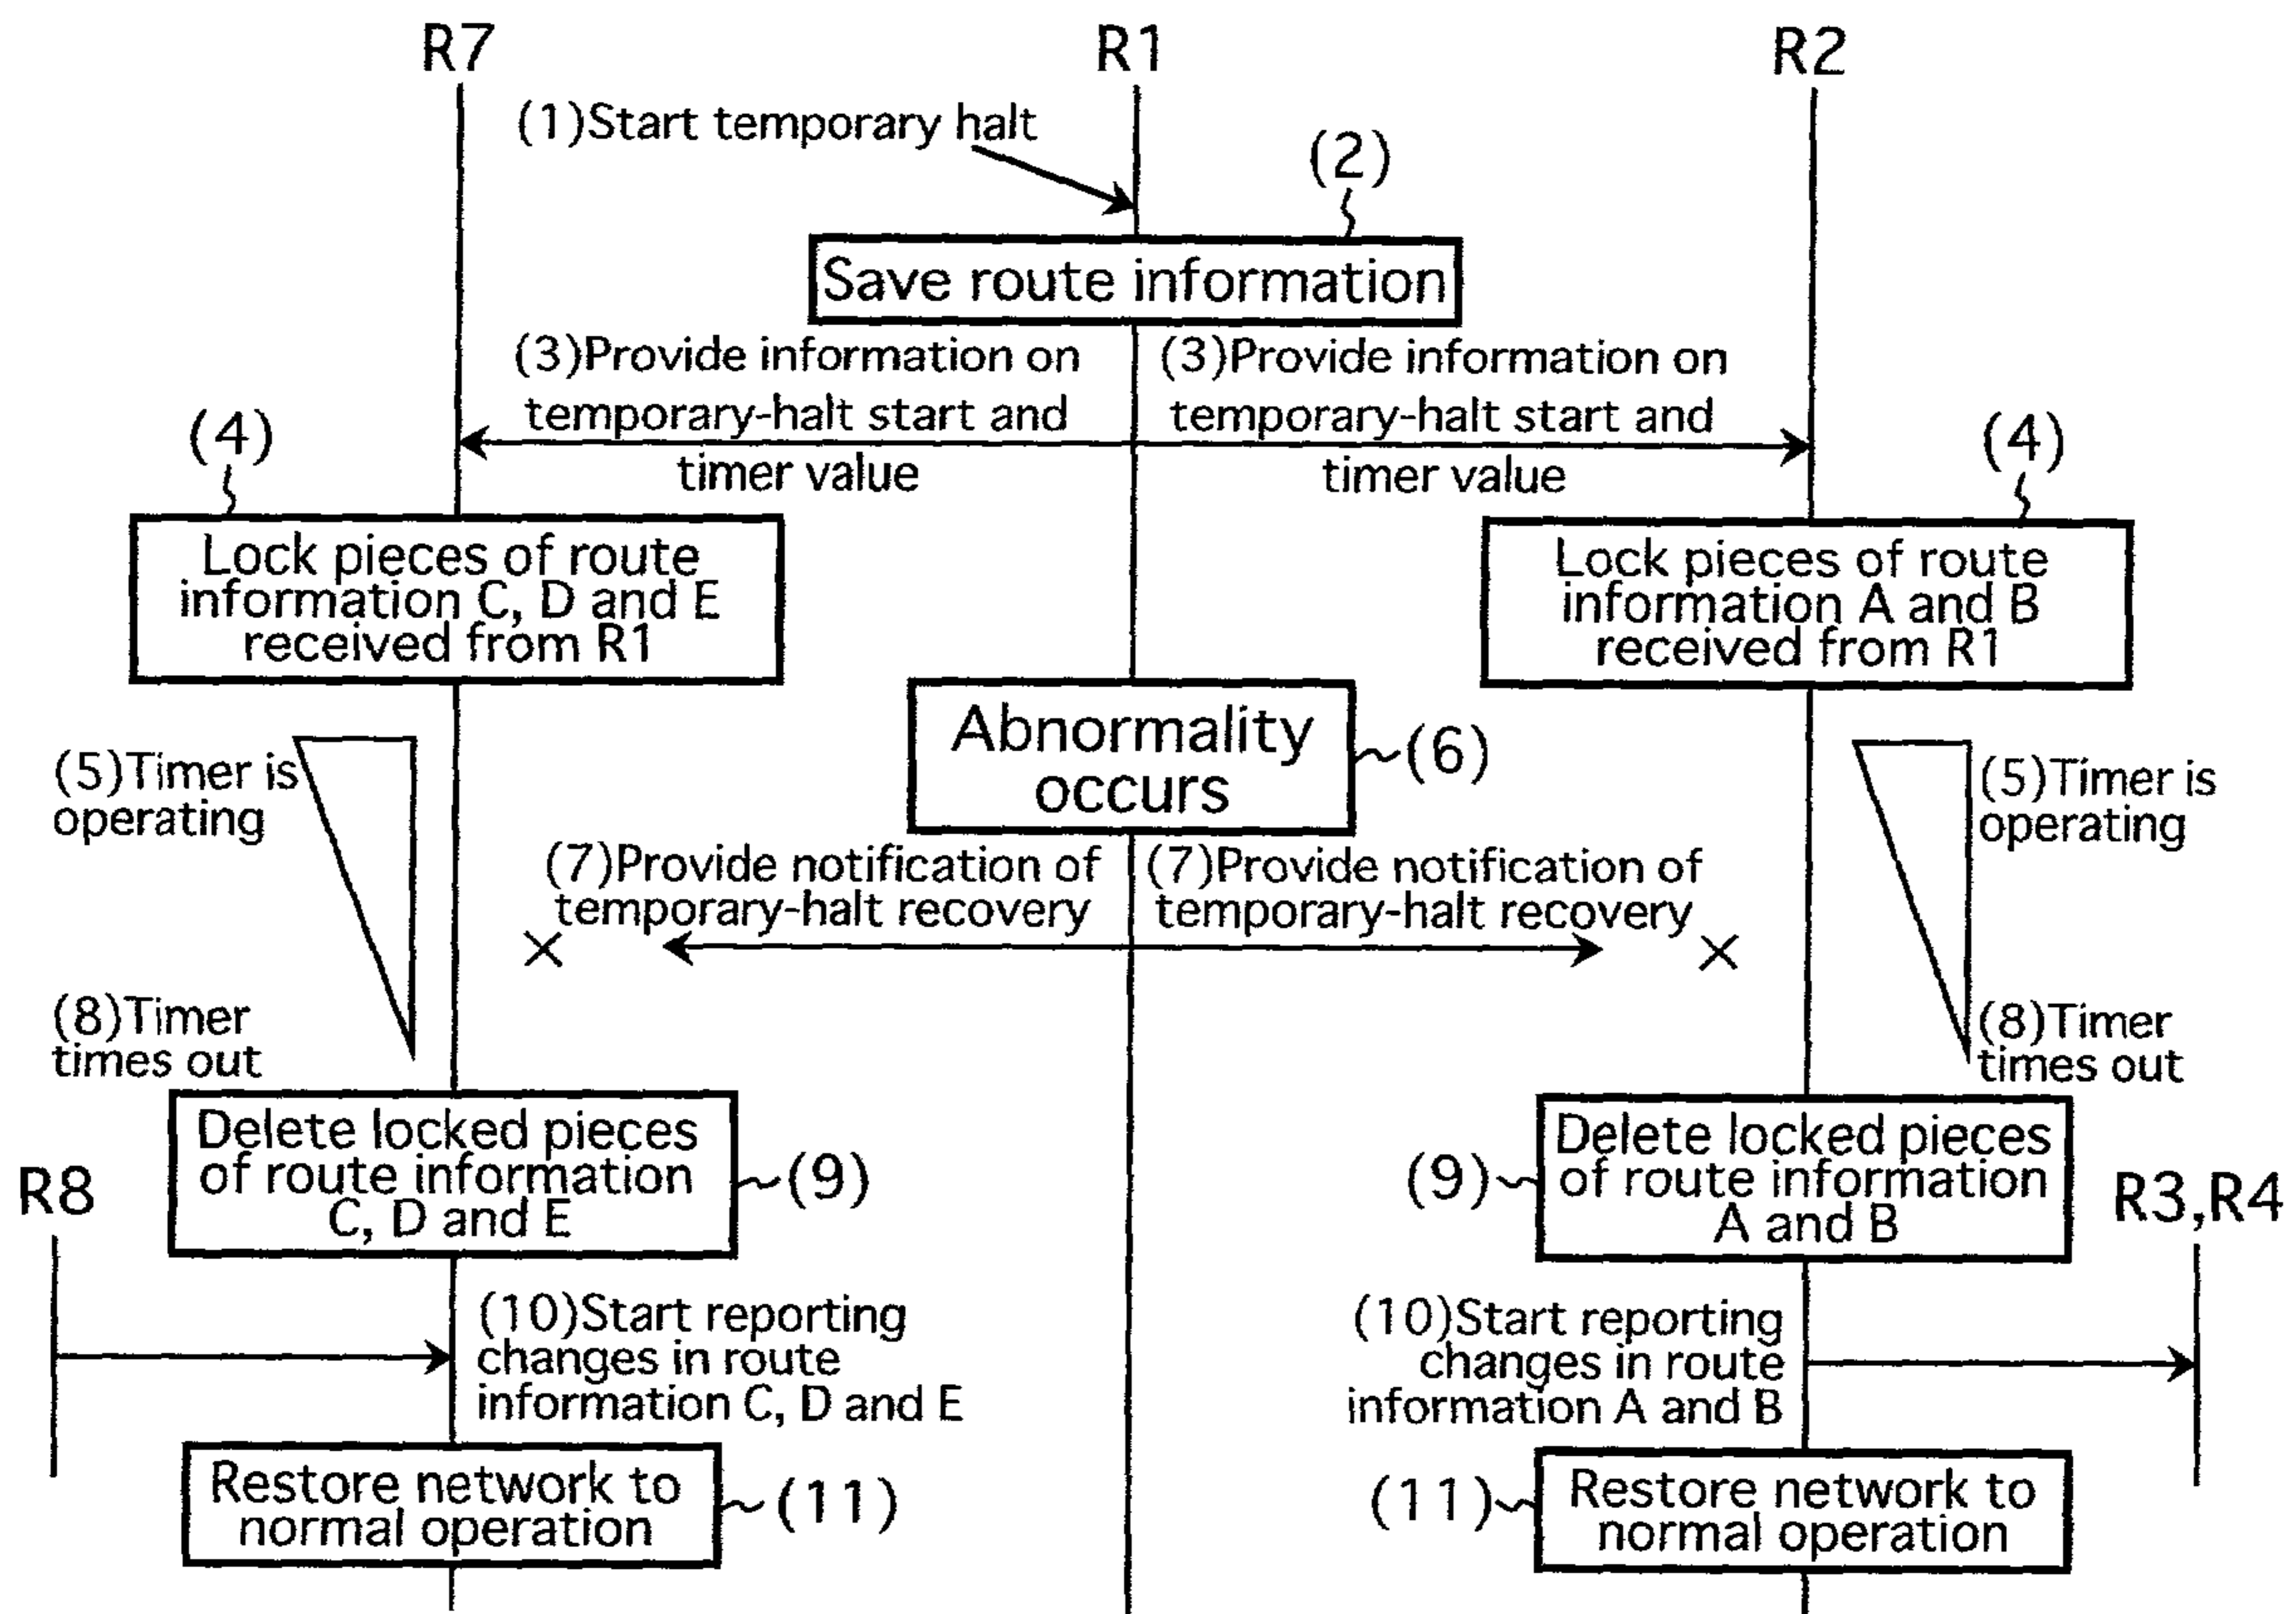 R7
R1
R2
(1)Start temporary halt
(2)
Save route information
(3)Provide information on
temporary-halt start and
timer value
(3)Provide information on
temporary-halt start and
timer value
(4)
(4)
Lock pieces of route
information C, D and E
received from R1
Lock pieces of route
information A and B
received from R1
Abnormality
occurs
(6)
(5)Timer is
operating
(5)Timer is
operating
(7)Provide notification of
temporary-halt recovery
(7)Provide notification of
temporary-halt recovery
(8)Timer
times out
(8)Timer
times out
Delete locked pieces
of route information
C, D and E
(9)
(9)
Delete locked pieces
of route information
A and B
R8
R3,R4
(10)Start reporting
changes in route
information C, D and E
(10)Start reporting
changes in route
information A and B
Restore network to
normal operation
(11)
(11)
Restore network to
normal operation